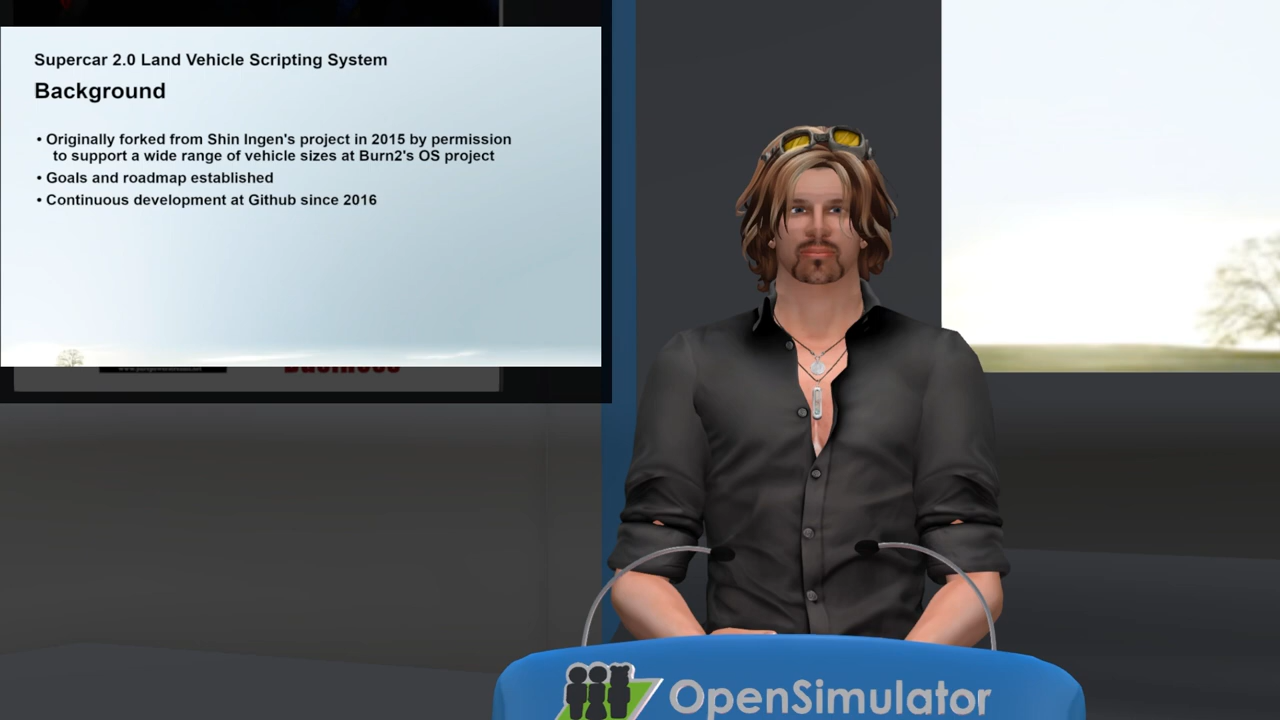 Supercar 2.0 Land Vehicle Scripting System
Background
• Originally forked from Shin Ingen's project in 2015 by permission
to support a wide range of vehicle sizes at Burn2's OS project
• Goals and roadmap established
• Continuous development at Github since 2016
OpenSimulator